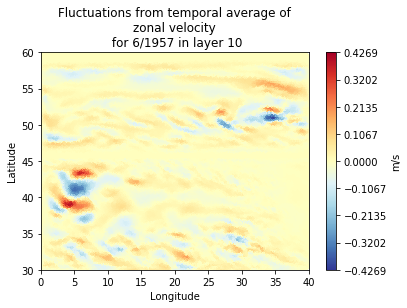 Fluctuations from temporal average of
zonal velocity
for 6/1957 in layer 10
60
55
50
45
40
35
30
Latitude
0 5 10 15 20 25 30 35 40
Longitude
0.4269
0.3202
0.2135
0.1067
0.0000
−0.1067
−0.2135
−0.3202
−0.4269
m/s